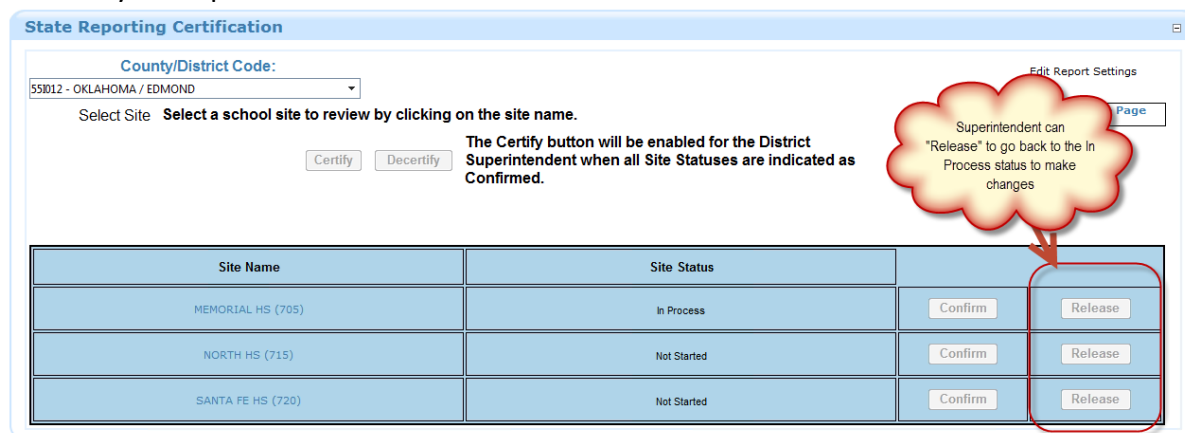 State Reporting Certification
County/District Code:
Edit Report Settings
55I012 - OKLAHOMA / EDMOND
Page
Select Site Select a school site to review by clicking on the site name.
Superintendent can
"Release" to go back to the In
Process status to make
changes
Certify Decertify
The Certify button will be enabled for the District
Superintendent when all Site Statuses are indicated as
Confirmed.
Site Name Site Status
MEMORIAL HS (705) In Process Confirm Release
NORTH HS (715) Not Started Confirm Release
SANTA FE HS (720) Not Started Confirm Release